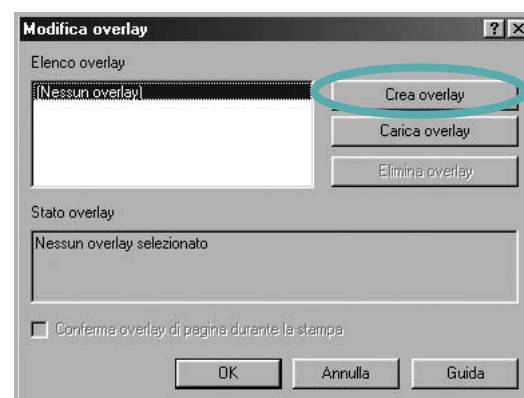 Modifica overlay
Elenco overlay
(Nessun overlay)
Crea overlay
Carica overlay
Elimina overlay
Stato overlay
Nessun overlay selezionato
Conferma overlay di pagina durante la stampa
OK Annulla Guida